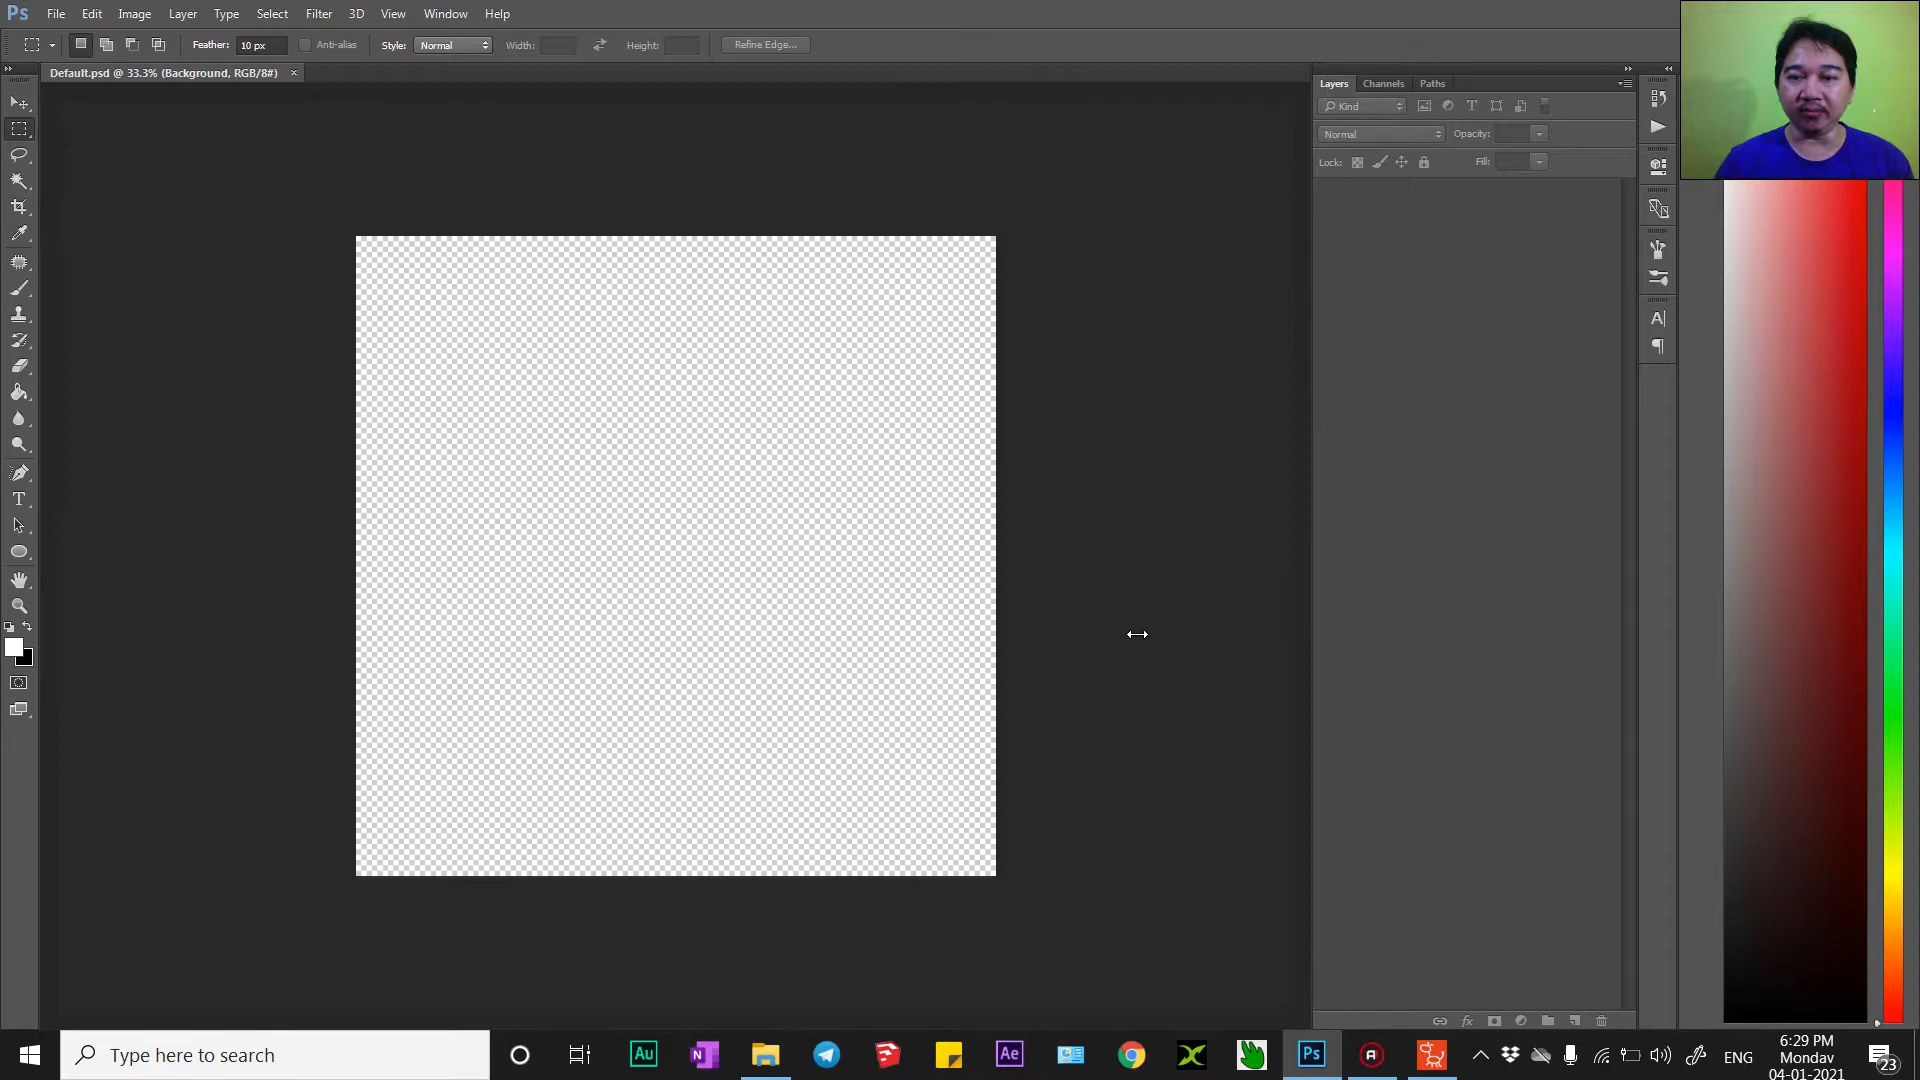 Ps File Edit Image Layer Type Select Filter 3D View Window Help
Feather: 10 px Anti-alias Style: Normal Width: Height: Refine Edge...
Default.psd @ 33.3% (Background, RGB/8#) ×
Layers Channels Paths
Kind
Normal Opacity:
Lock: Fill:
Type here to search
Au
N
Ae
Ps
ENG
6:29 PM
Monday
04-01-2021
23